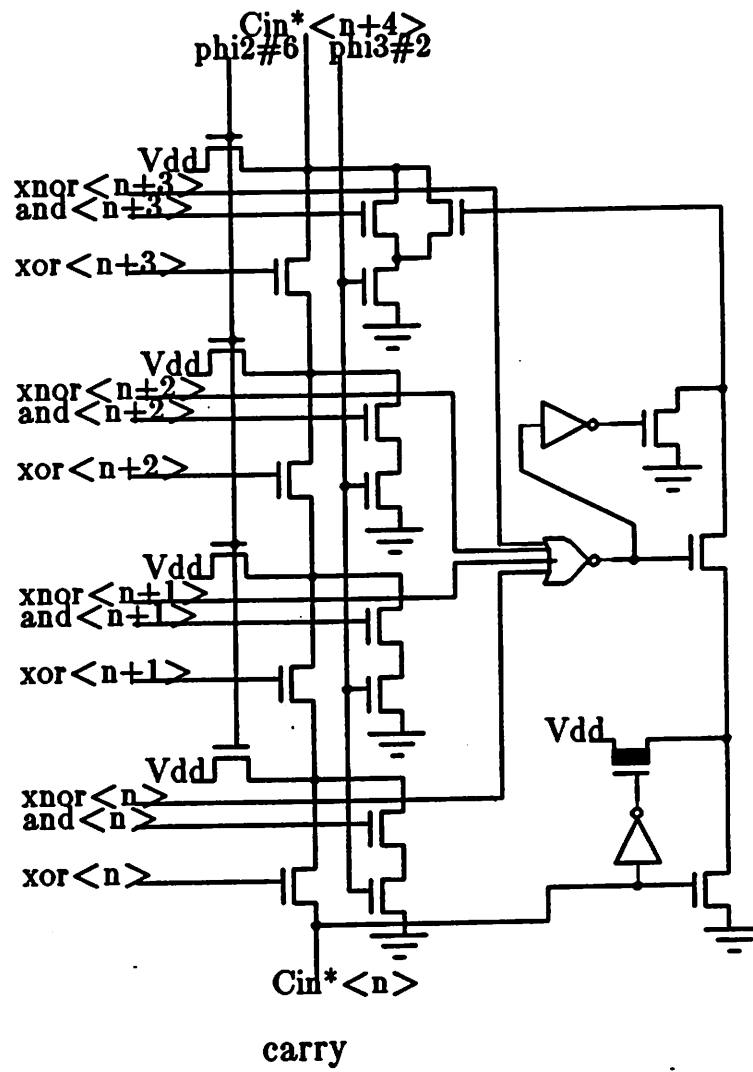 Cin*<n+4>
phi2#6 phi3#2
Vdd
xnor<n+3>
and<n+3>
xor<n+3>
Vdd
xnor<n+2>
and<n+2>
xor<n+2>
Vdd
xnor<n+1>
and<n+1>
xor<n+1>
Vdd
Vdd
xnor<n>
and<n>
xor<n>
Cin*<n>
carry